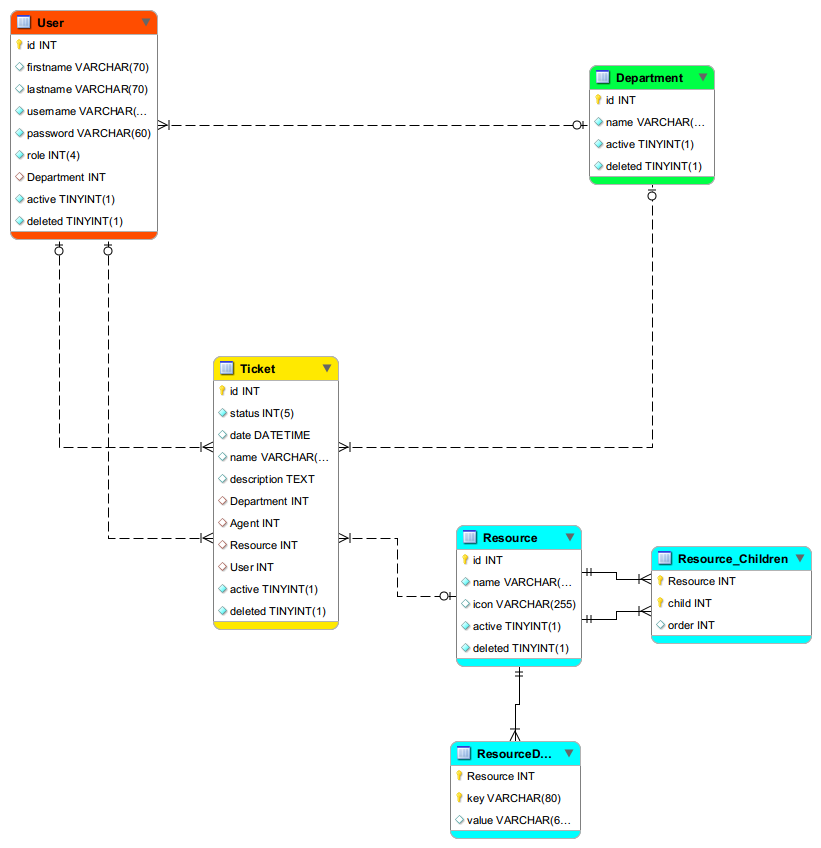 User
id INT
firstname VARCHAR(70)
lastname VARCHAR(70)
username VARCHAR(...
password VARCHAR(60)
role INT(4)
Department INT
active TINYINT(1)
deleted TINYINT(1)
Department
id INT
name VARCHAR(...
active TINYINT(1)
deleted TINYINT(1)
Ticket
id INT
status INT(5)
date DATETIME
name VARCHAR(...
description TEXT
Department INT
Agent INT
Resource INT
User INT
active TINYINT(1)
deleted TINYINT(1)
Resource
id INT
name VARCHAR(...
icon VARCHAR(255)
active TINYINT(1)
deleted TINYINT(1)
Resource_Children
Resource INT
child INT
order INT
ResourceD...
Resource INT
key VARCHAR(80)
value VARCHAR(6...